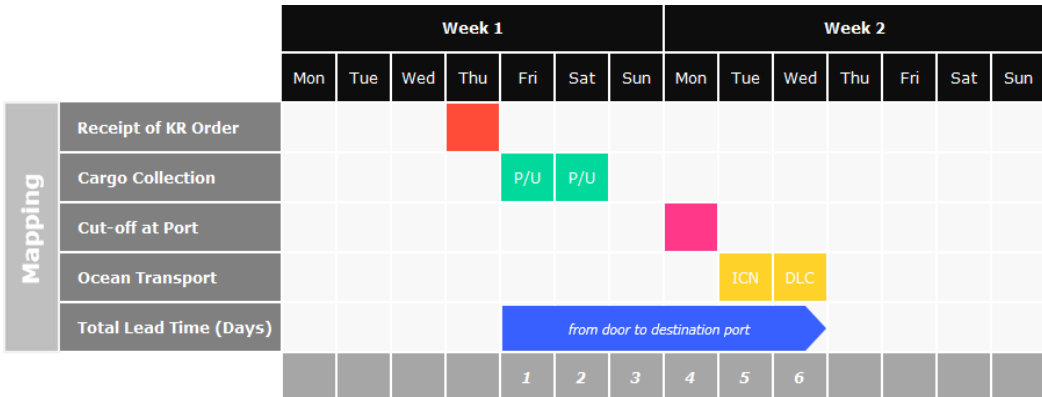 Week 1 Week 2
Mon Tue Wed Thu Fri Sat Sun Mon Tue Wed Thu Fri Sat Sun
Mapping
Receipt of KR Order
Cargo Collection P/U P/U
Cut-off at Port
Ocean Transport ICN DLC
Total Lead Time (Days) from door to destination port
1 2 3 4 5 6